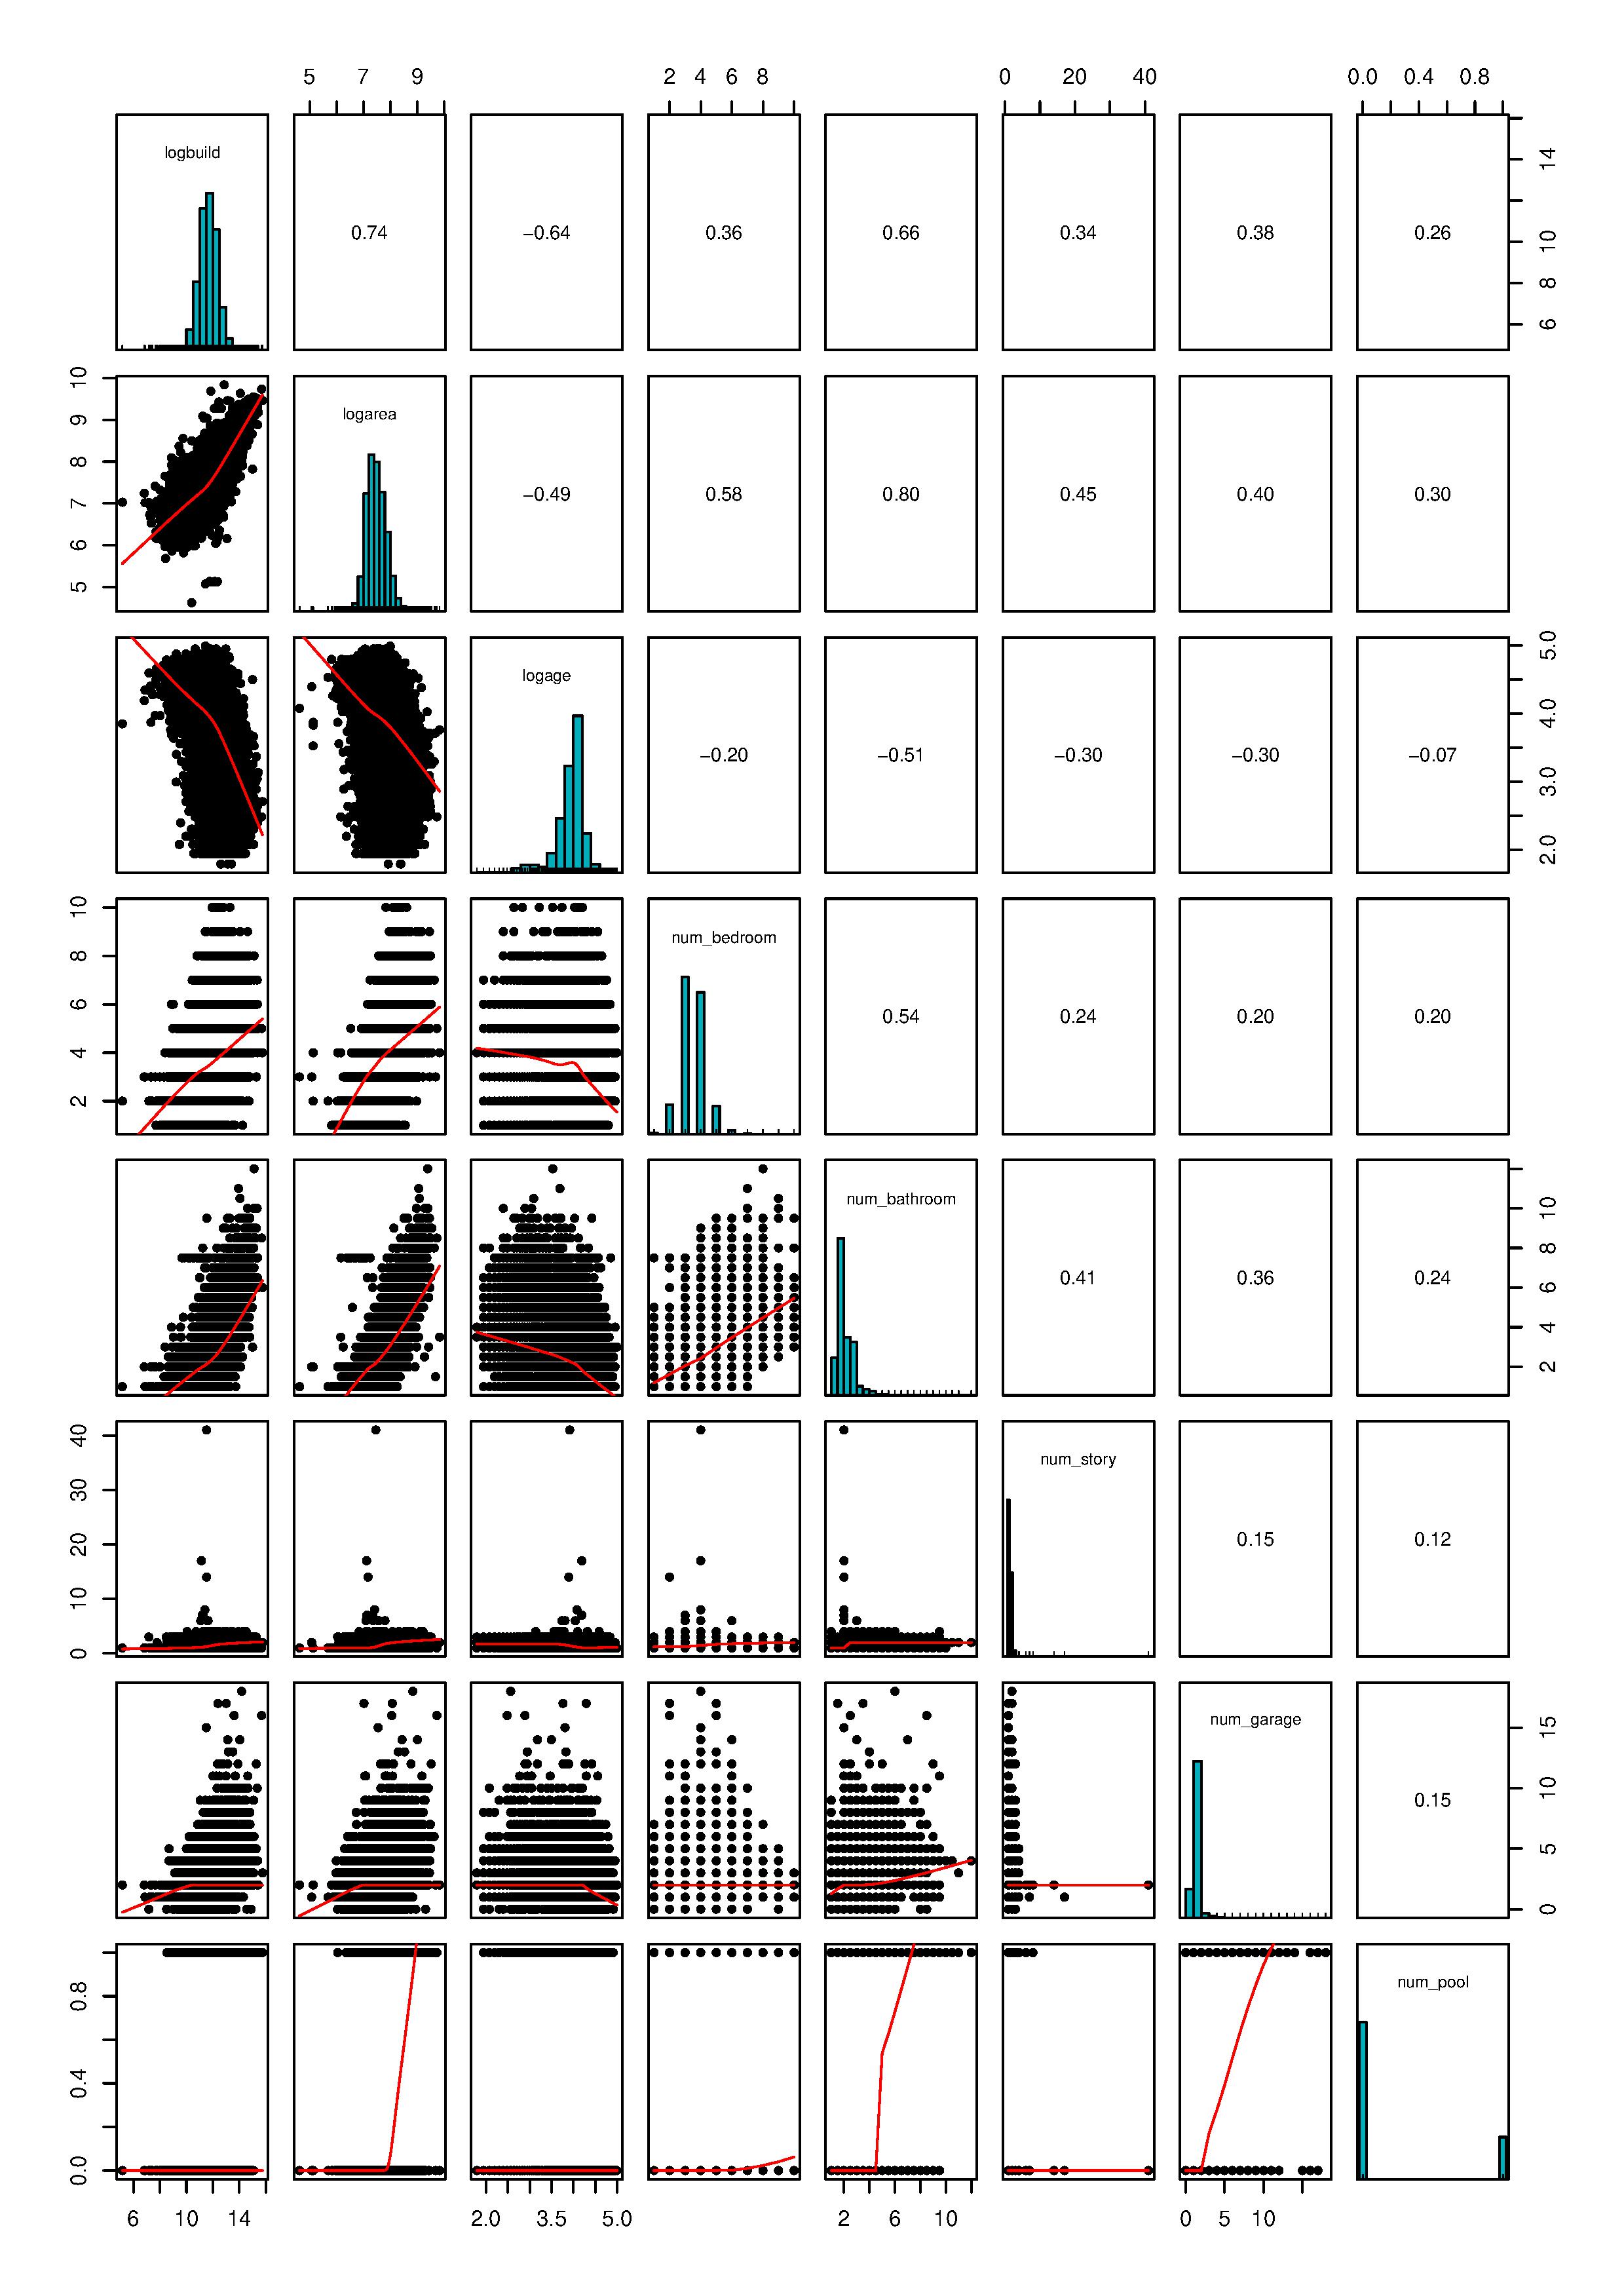 5 7 9 2 4 6 8 0 20 40 0.0 0.4 0.8
logbuild 0.74 −0.64 0.36 0.66 0.34 0.38 0.26
6 8 10 14
logarea −0.49 0.58 0.80 0.45 0.40 0.30
5 6 7 8 9 10
logage −0.20 −0.51 −0.30 −0.30 −0.07
2.0 3.0 4.0 5.0
num_bedroom 0.54 0.24 0.20 0.20
2 4 6 8 10
num_bathroom 0.41 0.36 0.24
2 4 6 8 10
num_story 0.15 0.12
0 10 20 30 40
num_garage 0.15
0 5 10 15
num_pool
0.0 0.4 0.8
6 10 14 2.0 3.5 5.0 2 6 10 0 5 10